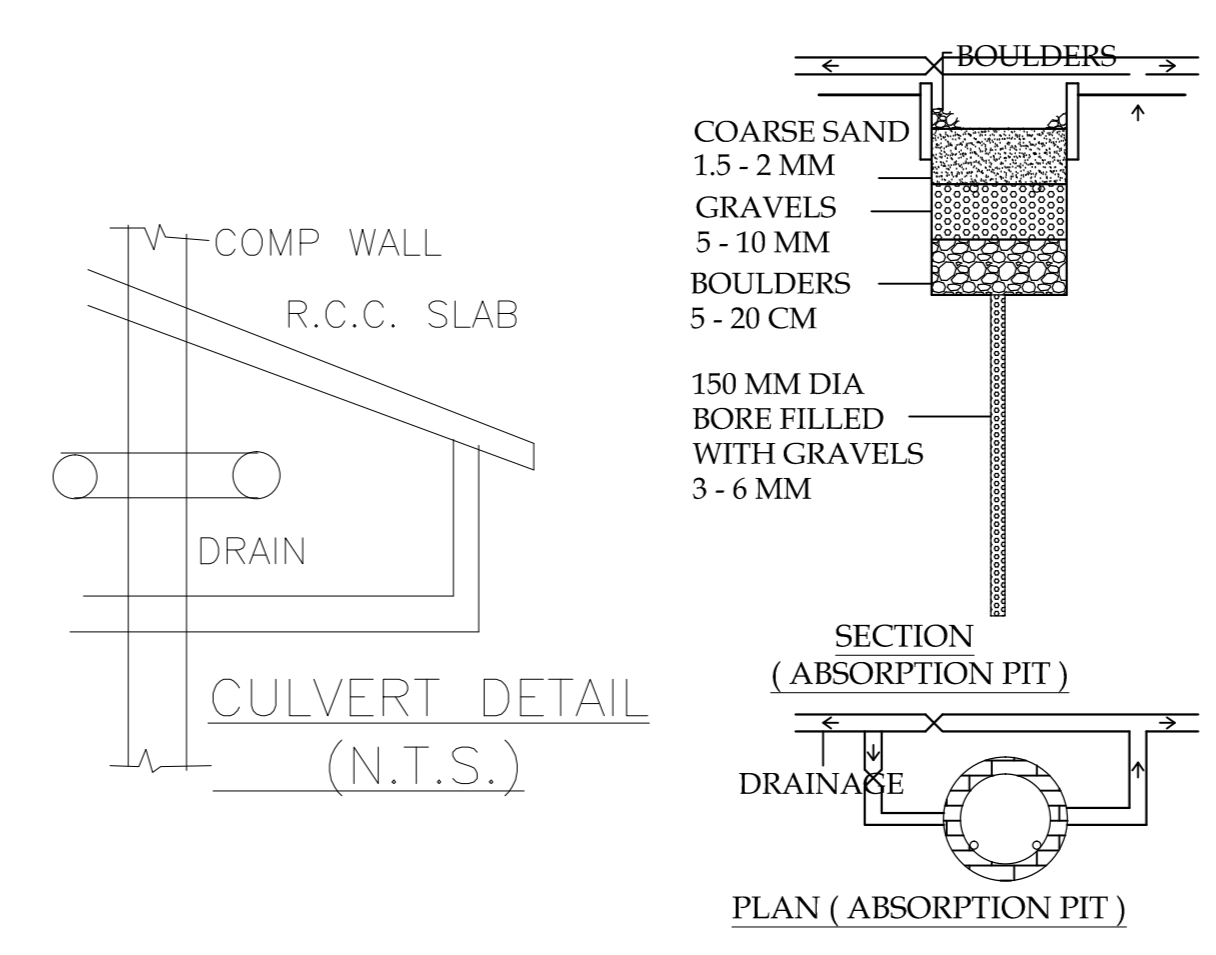 COMP WALL
R.C.C. SLAB
DRAIN
CULVERT DETAIL
(N.T.S.)
BOULDERS
COARSE SAND
1.5 - 2 MM
GRAVELS
5 - 10 MM
BOULDERS
5 - 20 CM
150 MM DIA
BORE FILLED
WITH GRAVELS
3 - 6 MM
SECTION
( ABSORPTION PIT )
DRAINAGE
PLAN ( ABSORPTION PIT )